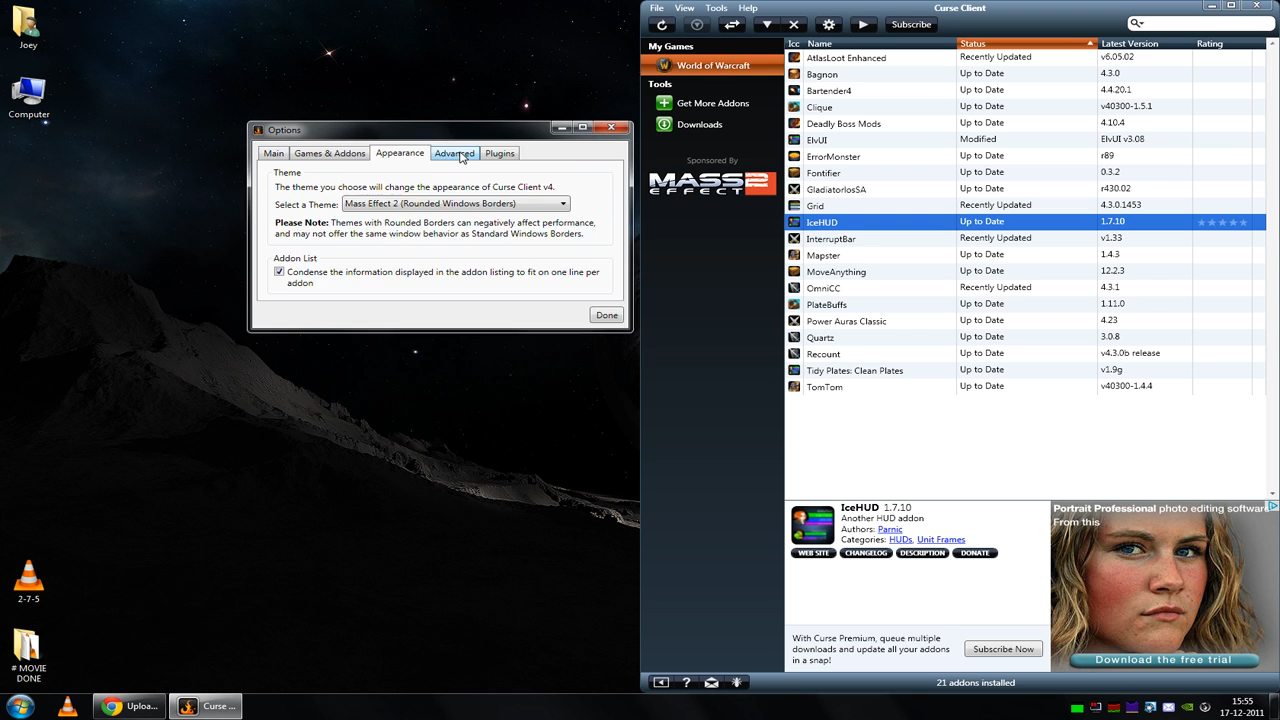 Joey
Computer
2-7-5
# MOVIE
DONE
Options
Main
Games & Addons
Appearance
Advanced
Plugins
Theme
The theme you choose will change the appearance of Curse Client v4.
Select a Theme: Mass Effect 2 (Rounded Windows Borders)
Please Note: Themes with Rounded Borders can negatively affect performance,
and may not offer the same window behavior as Standard Windows Borders.
Addon List
Condense the information displayed in the addon listing to fit on one line per
addon
Done
File View Tools Help
Curse Client
Subscribe
My Games
World of Warcraft
Tools
Get More Addons
Downloads
Sponsored By
MASS EFFECT 2
Icc Name Status Latest Version Rating
AtlasLoot Enhanced Recently Updated v6.05.02
Bagnon Up to Date 4.3.0
Bartender4 Up to Date 4.4.20.1
Clique Up to Date v40300-1.5.1
Deadly Boss Mods Up to Date 4.10.4
ElvUI Modified ElvUI v3.08
ErrorMonster Up to Date r89
Fontifier Up to Date 0.3.2
GladiatorlosSA Up to Date r430.02
Grid Recently Updated 4.3.0.1453
IceHUD Up to Date 1.7.10
InterruptBar Recently Updated v1.33
Mapster Up to Date 1.4.3
MoveAnything Up to Date 12.2.3
OmniCC Recently Updated 4.3.1
PlateBuffs Up to Date 1.11.0
Power Auras Classic Up to Date 4.23
Quartz Up to Date 3.0.8
Recount Up to Date v4.3.0b release
Tidy Plates: Clean Plates Up to Date v1.9g
TomTom Up to Date v40300-1.4.4
IceHUD 1.7.10
Another HUD addon
Authors: Parnic
Categories: HUDs, Unit Frames
WEB SITE CHANGELOG DESCRIPTION DONATE
With Curse Premium, queue multiple
downloads and update all your addons
in a snap!
Subscribe Now
Portrait Professional photo editing software.
From this
Download the free trial
21 addons installed
Uploa...
Curse ...
15:55
17-12-2011